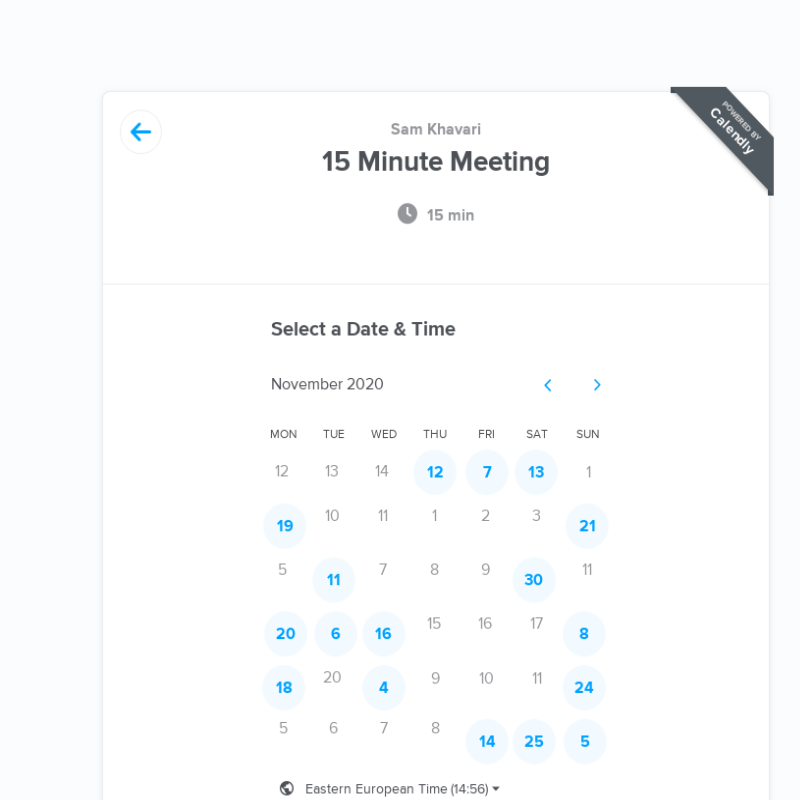 POWERED BY
Calendly
Sam Khavari
15 Minute Meeting
15 min
Select a Date & Time
November 2020
MON TUE WED THU FRI SAT SUN
12 13 14 12 7 13 1
19 10 11 1 2 3 21
5 11 7 8 9 30 11
20 6 16 15 16 17 8
18 20 4 9 10 11 24
5 6 7 8 14 25 5
Eastern European Time (14:56)